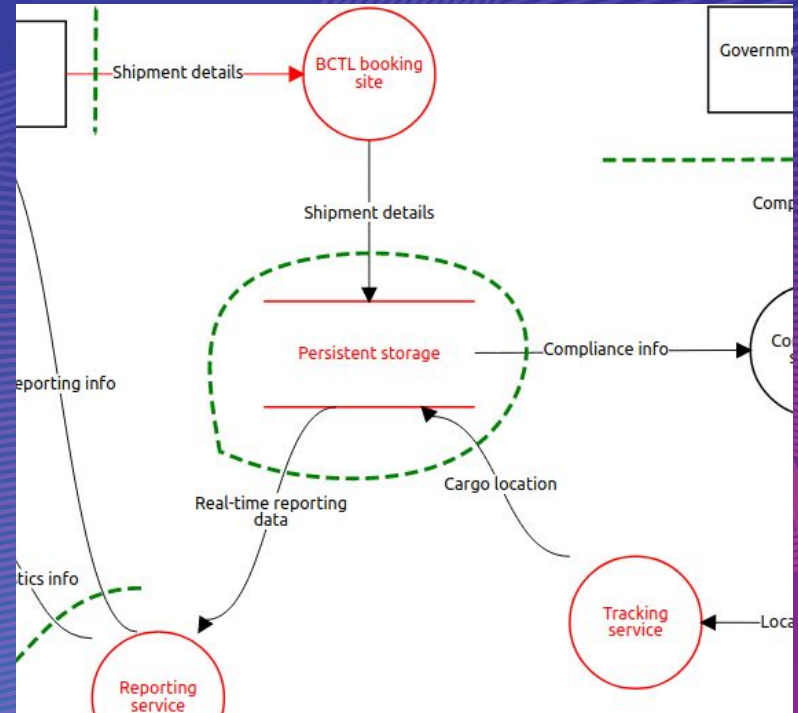 Shipment details
BCTL booking
site
Governme
Shipment details
Comp
Persistent storage
Compliance info
Co
s
eporting info
Cargo location
Real-time reporting
data
tics info
Tracking
service
Loca
Reporting
service